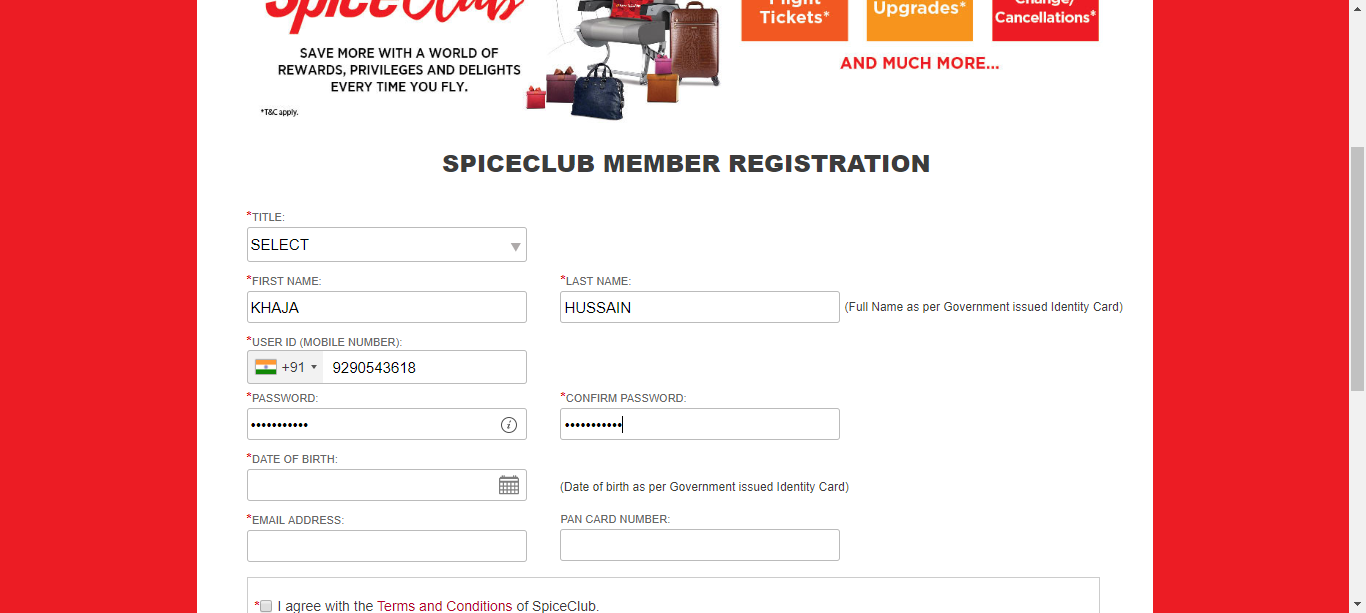 SpiceClub
SAVE MORE WITH A WORLD OF
REWARDS, PRIVILEGES AND DELIGHTS
EVERY TIME YOU FLY.
*T&C apply.
Flight
Tickets*
Upgrades*
Change/
Cancellations*
AND MUCH MORE...
SPICECLUB MEMBER REGISTRATION
*TITLE:
SELECT
*FIRST NAME:
*LAST NAME:
KHAJA
HUSSAIN
(Full Name as per Government issued Identity Card)
*USER ID (MOBILE NUMBER):
+91
9290543618
*PASSWORD:
*CONFIRM PASSWORD:
•••••••••••
•••••••••••
*DATE OF BIRTH:
(Date of birth as per Government issued Identity Card)
*EMAIL ADDRESS:
PAN CARD NUMBER:
* I agree with the Terms and Conditions of SpiceClub.